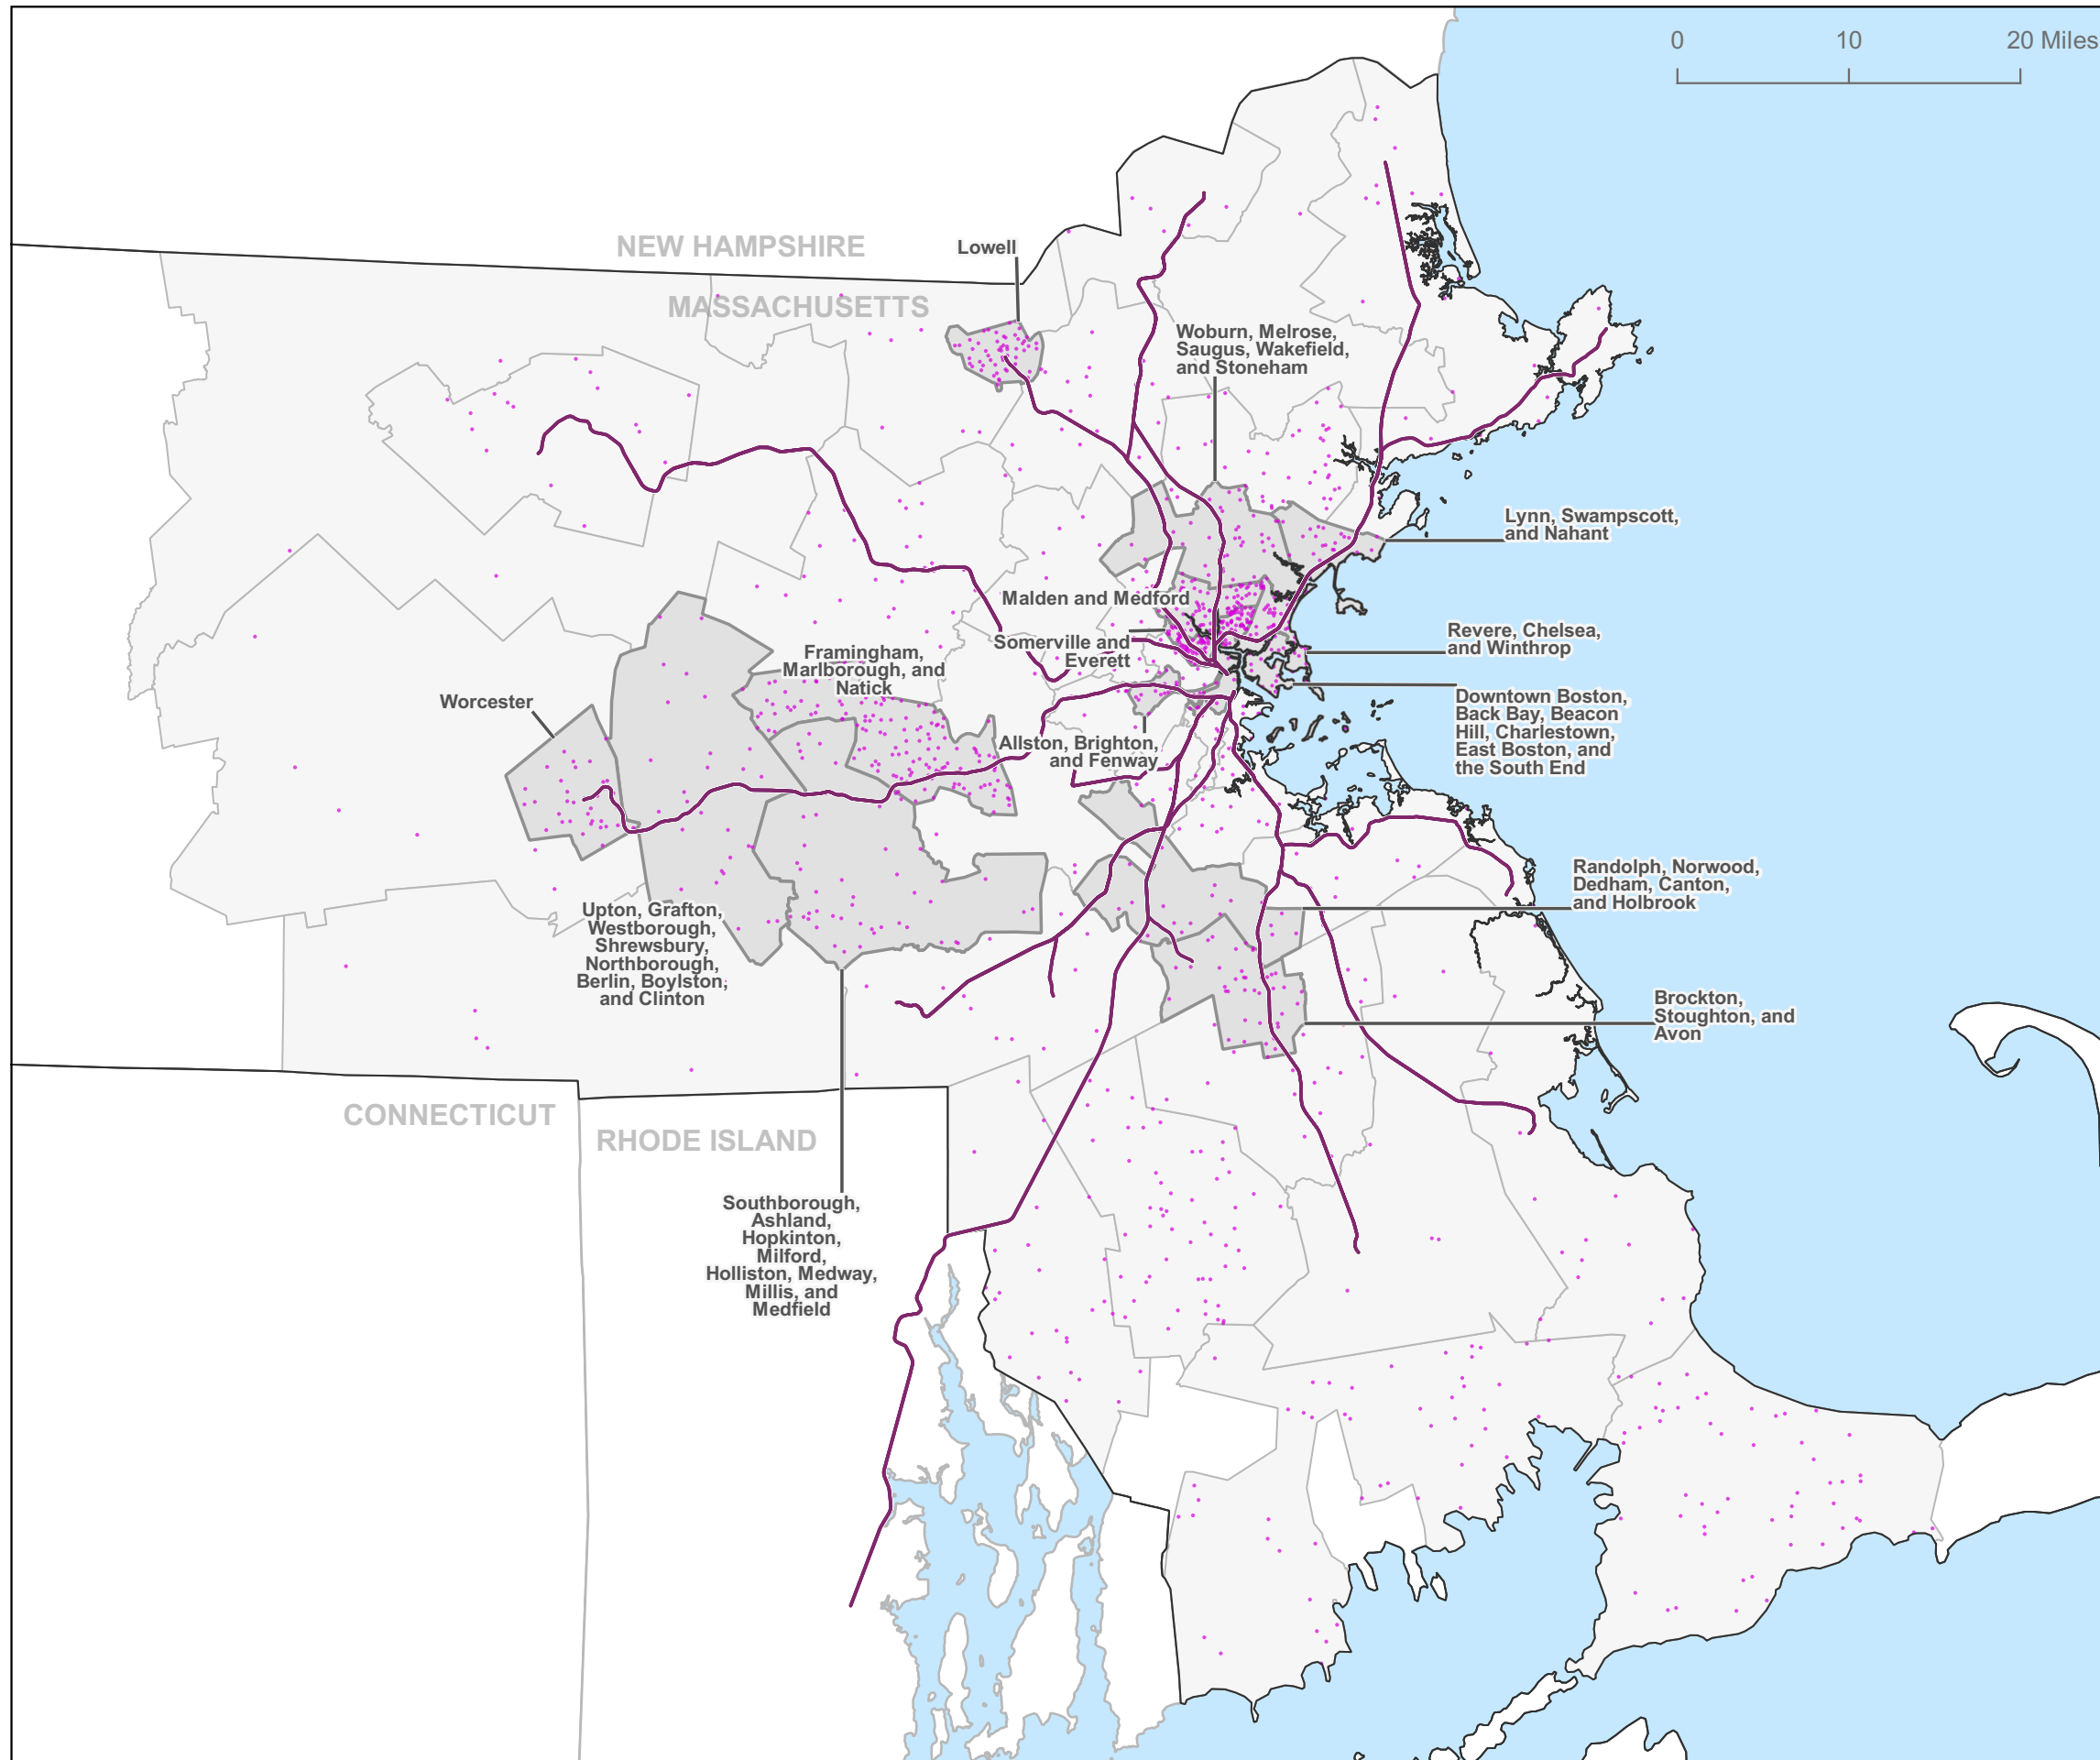 0 10 20 Miles
NEW HAMPSHIRE
Lowell
MASSACHUSETTS
Woburn, Melrose,
Saugus, Wakefield,
and Stoneham
Lynn, Swampscott,
and Nahant
Malden and Medford
Somerville and
Everett
Revere, Chelsea,
and Winthrop
Framingham,
Marlborough, and
Natick
Worcester
Downtown Boston,
Back Bay, Beacon
Hill, Charlestown,
East Boston, and
the South End
Allston, Brighton,
and Fenway
Randolph, Norwood,
Dedham, Canton,
and Holbrook
Upton, Grafton,
Westborough,
Shrewsbury,
Northborough,
Berlin, Boylston,
and Clinton
Brockton,
Stoughton, and
Avon
CONNECTICUT
RHODE ISLAND
Southborough,
Ashland,
Hopkinton,
Milford,
Holliston, Medway,
Millis, and
Medfield